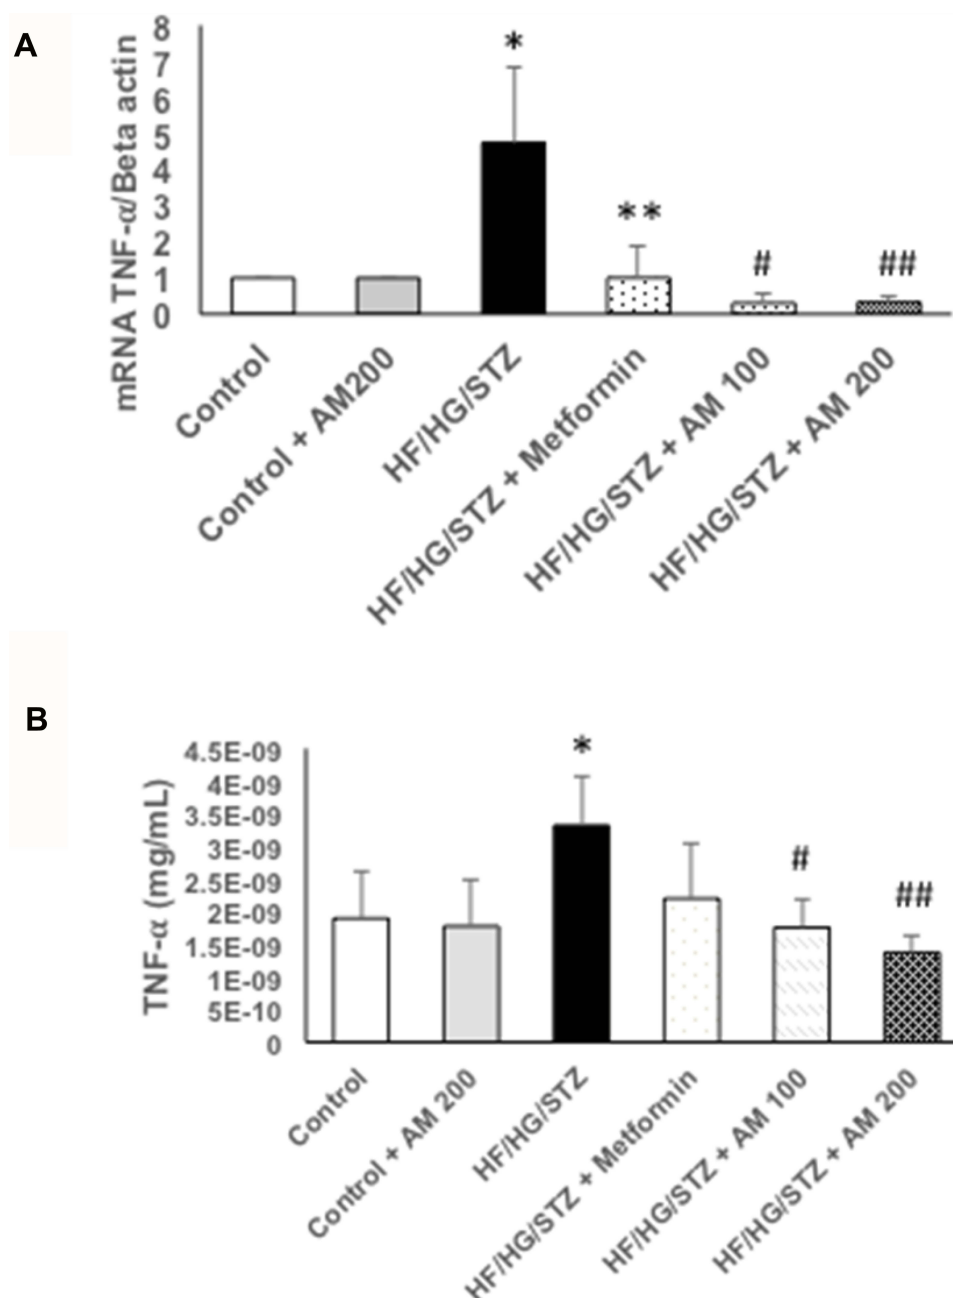 A
mRNA TNF-α/Beta actin
8
7
6
5
4
3
2
1
0
*
**
#
##
Control
Control + AM200
HF/HG/STZ
HF/HG/STZ + Metformin
HF/HG/STZ + AM 100
HF/HG/STZ + AM 200
B
TNF-α (mg/mL)
4.5E-09
4E-09
3.5E-09
3E-09
2.5E-09
2E-09
1.5E-09
1E-09
5E-10
0
*
#
##
Control
Control + AM 200
HF/HG/STZ
HF/HG/STZ + Metformin
HF/HG/STZ + AM 100
HF/HG/STZ + AM 200